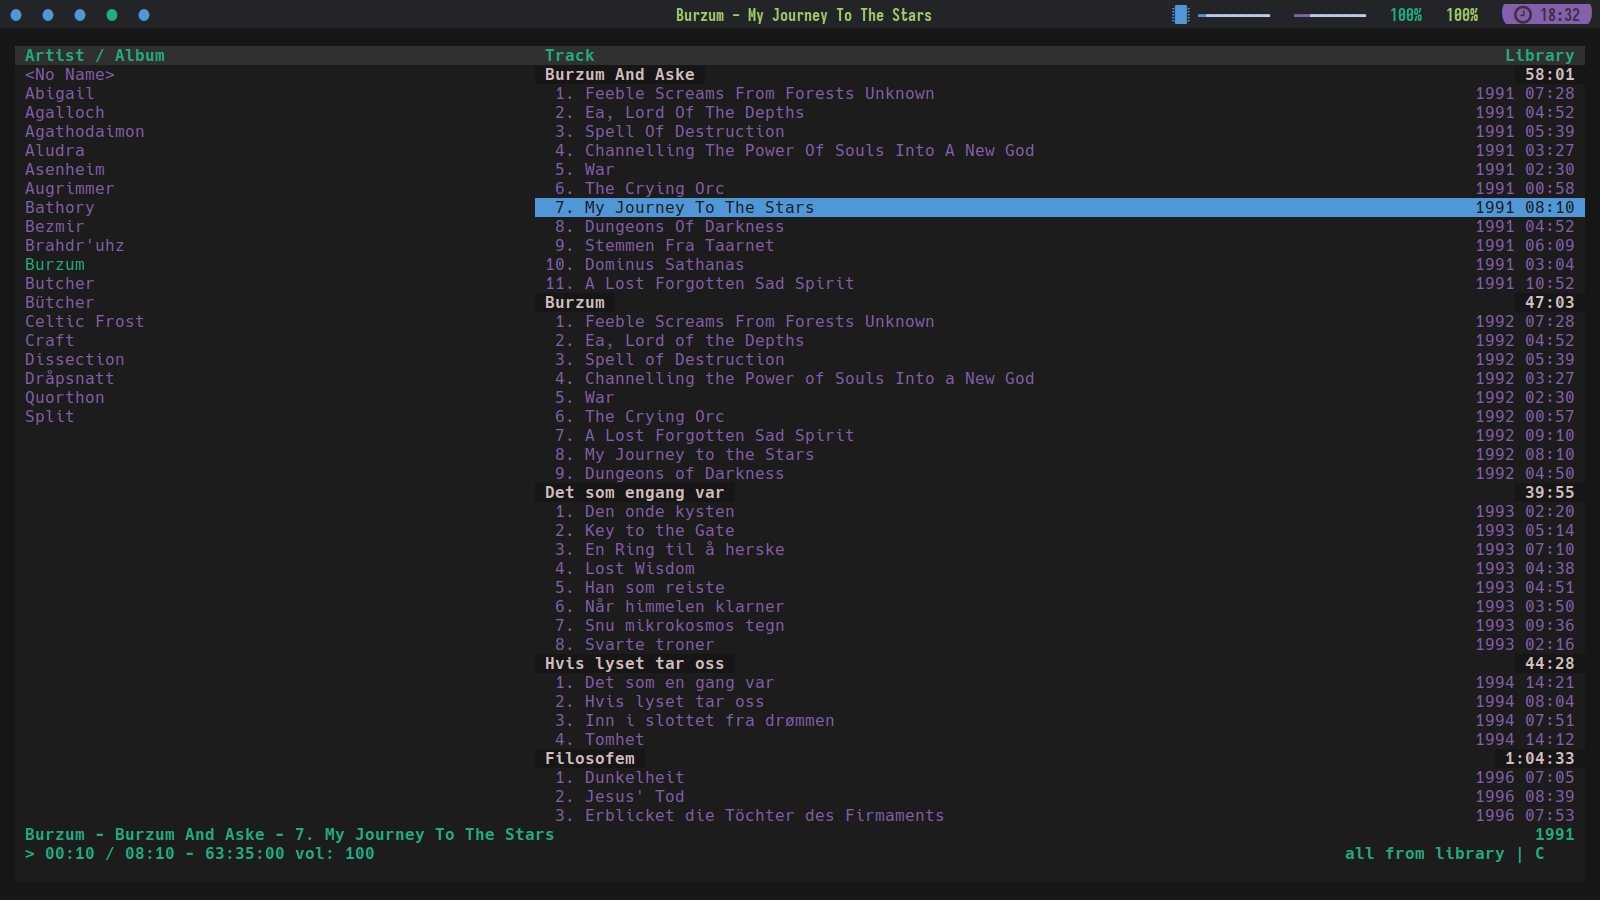 Burzum - My Journey To The Stars 100% 100% 18:32
Artist / Album Track Library
<No Name> Burzum And Aske 58:01
Abigail 1. Feeble Screams From Forests Unknown 1991 07:28
Agalloch 2. Ea, Lord Of The Depths 1991 04:52
Agathodaimon 3. Spell Of Destruction 1991 05:39
Aludra 4. Channelling The Power Of Souls Into A New God 1991 03:27
Asenheim 5. War 1991 02:30
Augrimmer 6. The Crying Orc 1991 00:58
Bathory 7. My Journey To The Stars 1991 08:10
Bezmir 8. Dungeons Of Darkness 1991 04:52
Brahdr'uhz 9. Stemmen Fra Taarnet 1991 06:09
Burzum 10. Dominus Sathanas 1991 03:04
Butcher 11. A Lost Forgotten Sad Spirit 1991 10:52
Bütcher Burzum 47:03
Celtic Frost 1. Feeble Screams From Forests Unknown 1992 07:28
Craft 2. Ea, Lord of the Depths 1992 04:52
Dissection 3. Spell of Destruction 1992 05:39
Dråpsnatt 4. Channelling the Power of Souls Into a New God 1992 03:27
Quorthon 5. War 1992 02:30
Split 6. The Crying Orc 1992 00:57
7. A Lost Forgotten Sad Spirit 1992 09:10
8. My Journey to the Stars 1992 08:10
9. Dungeons of Darkness 1992 04:50
Det som engang var 39:55
1. Den onde kysten 1993 02:20
2. Key to the Gate 1993 05:14
3. En Ring til å herske 1993 07:10
4. Lost Wisdom 1993 04:38
5. Han som reiste 1993 04:51
6. Når himmelen klarner 1993 03:50
7. Snu mikrokosmos tegn 1993 09:36
8. Svarte troner 1993 02:16
Hvis lyset tar oss 44:28
1. Det som en gang var 1994 14:21
2. Hvis lyset tar oss 1994 08:04
3. Inn i slottet fra drømmen 1994 07:51
4. Tomhet 1994 14:12
Filosofem 1:04:33
1. Dunkelheit 1996 07:05
2. Jesus' Tod 1996 08:39
3. Erblicket die Töchter des Firmaments 1996 07:53
Burzum - Burzum And Aske - 7. My Journey To The Stars 1991
> 00:10 / 08:10 - 63:35:00 vol: 100 all from library | C